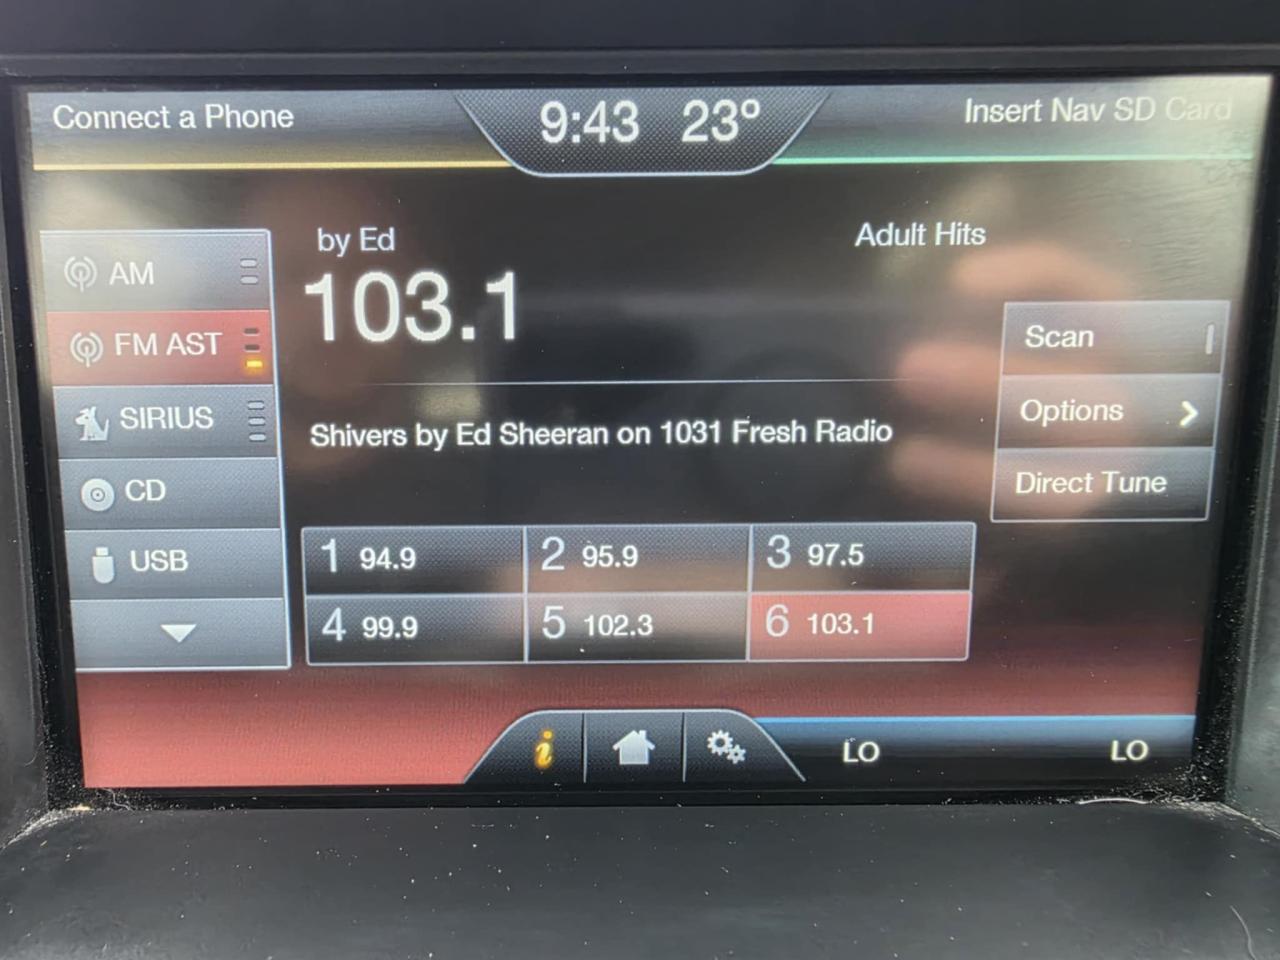 Connect a Phone
9:43 23º
Insert Nav SD Card
AM
FM AST
SIRIUS
CD
USB
by Ed
Adult Hits
103.1
Shivers by Ed Sheeran on 1031 Fresh Radio
Scan
Options
Direct Tune
1 94.9
2 95.9
3 97.5
4 99.9
5 102.3
6 103.1
i
LO
LO